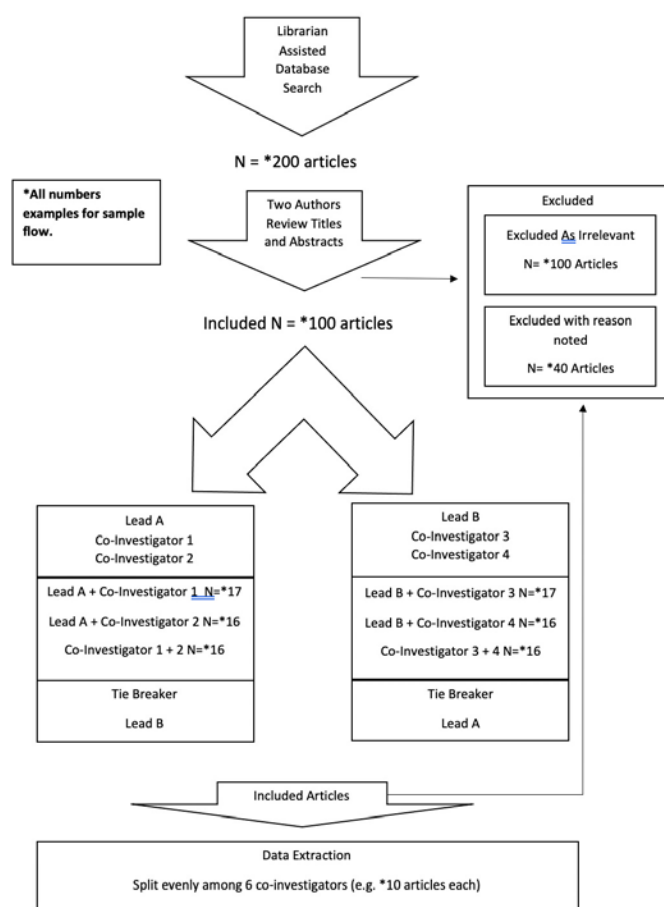 Librarian
Assisted
Database
Search
N = *200 articles
*All numbers
examples for sample
flow.
Two Authors
Review Titles
and Abstracts
Excluded
Excluded As Irrelevant
N= *100 Articles
Excluded with reason
noted
N= *40 Articles
Included N = *100 articles
Lead A
Co-Investigator 1
Co-Investigator 2
Lead A + Co-Investigator 1 N=*17
Lead A + Co-Investigator 2 N=*16
Co-Investigator 1 + 2 N=*16
Tie Breaker
Lead B
Lead B
Co-Investigator 3
Co-Investigator 4
Lead B + Co-Investigator 3 N=*17
Lead B + Co-Investigator 4 N=*16
Co-Investigator 3 + 4 N=*16
Tie Breaker
Lead A
Included Articles
Data Extraction
Split evenly among 6 co-investigators (e.g. *10 articles each)